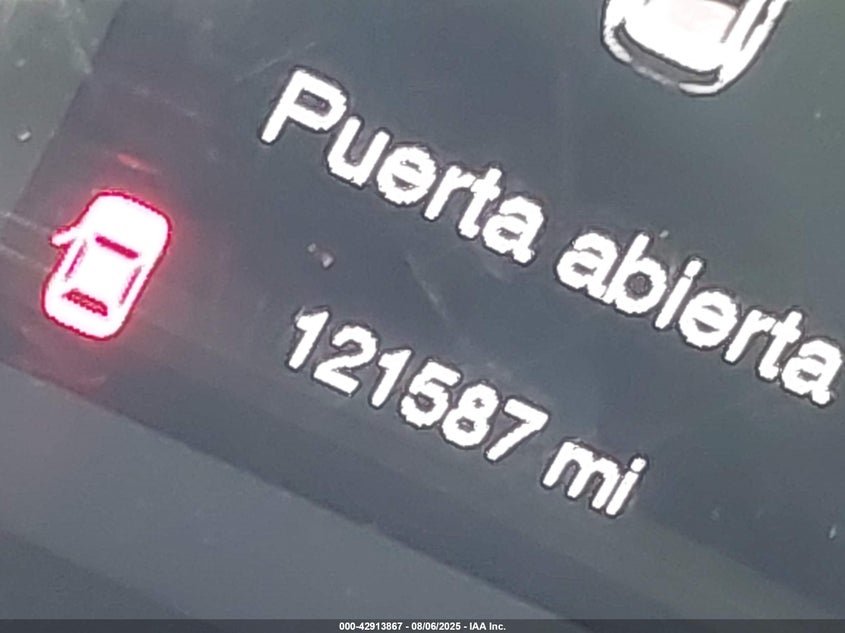 Puerta abierta
121587 mi
000-42913867 - 08/06/2025 - IAA Inc.